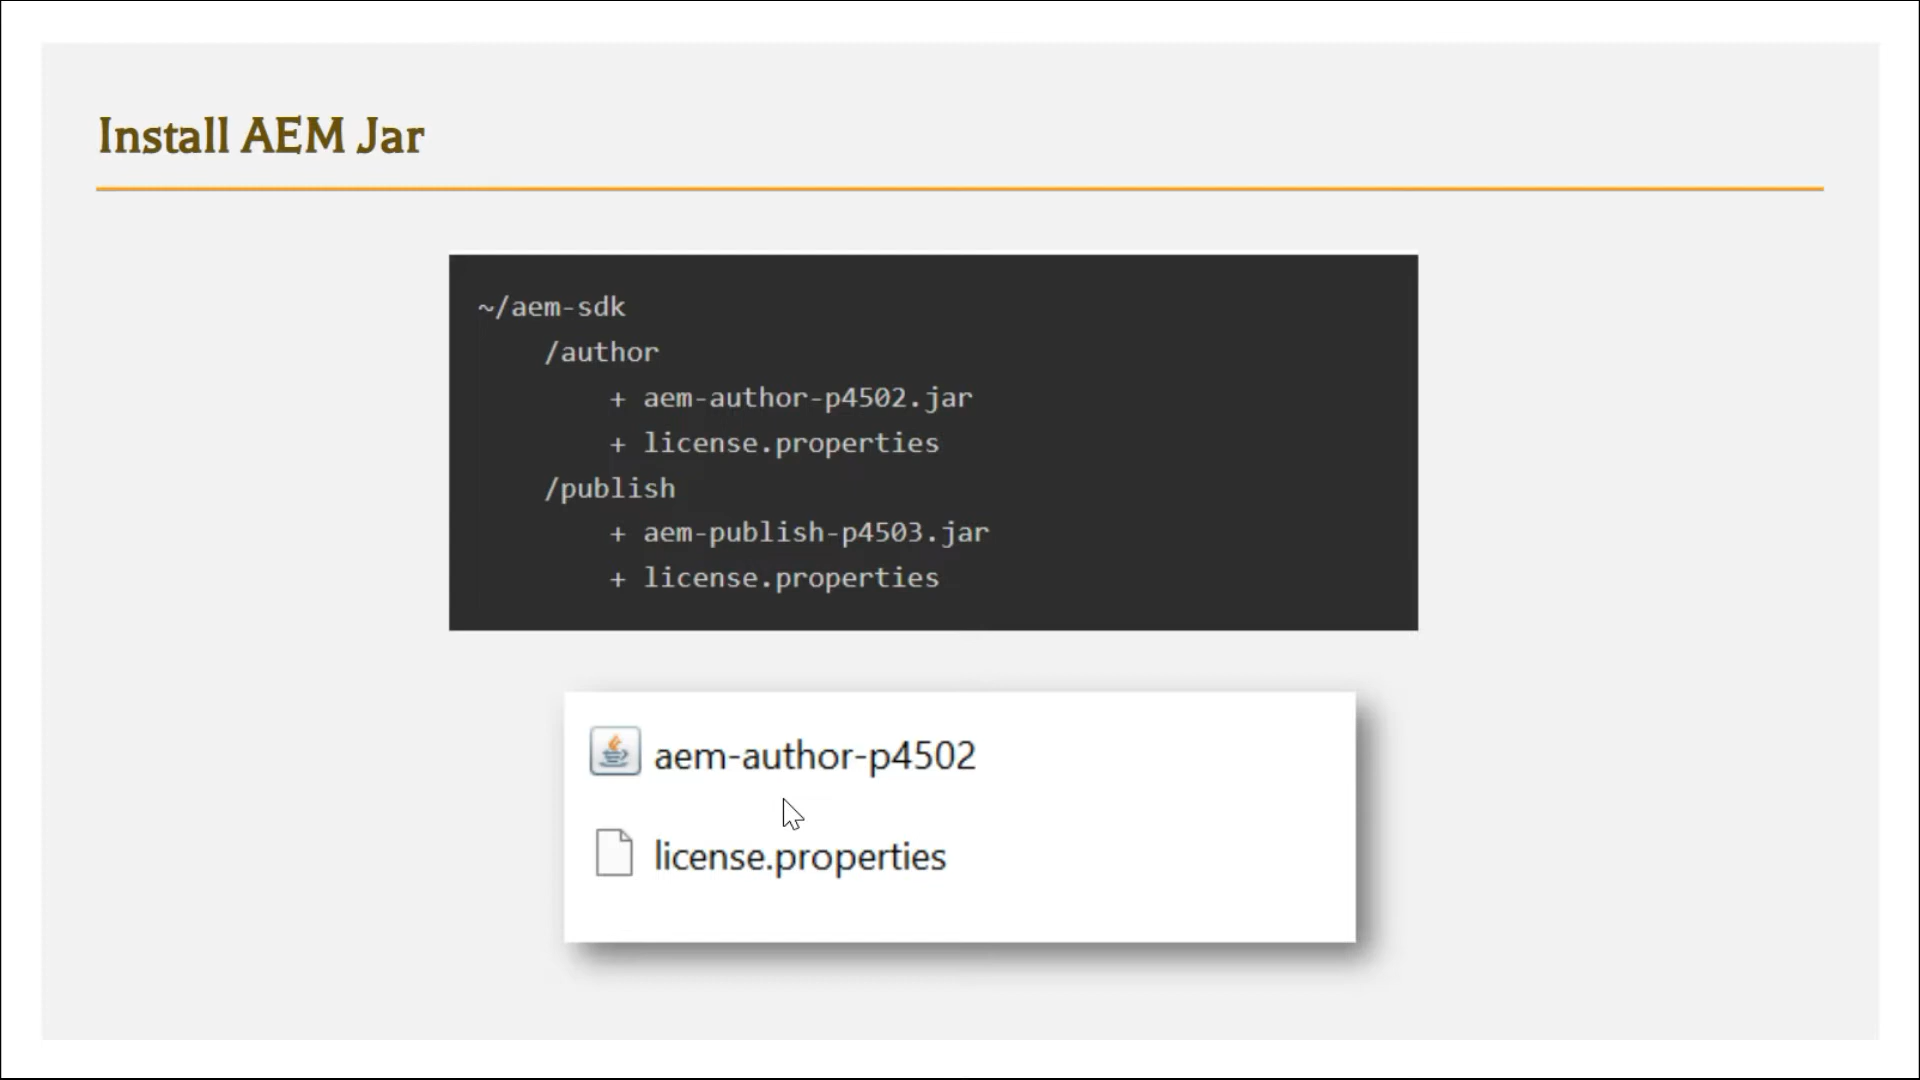 Install AEM Jar
~/aem-sdk
/author
+ aem-author-p4502.jar
+ license.properties
/publish
+ aem-publish-p4503.jar
+ license.properties
aem-author-p4502
license.properties